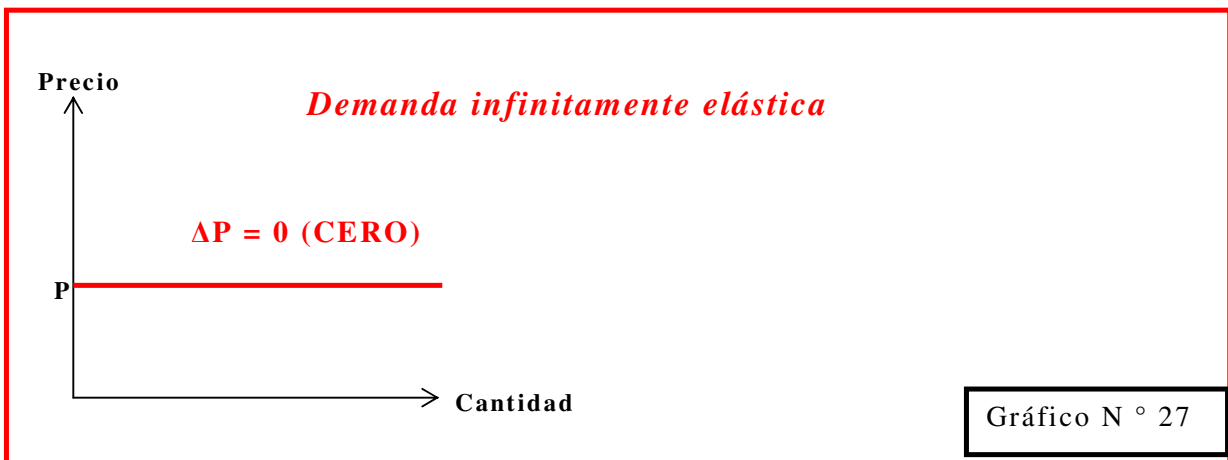 Precio
Demanda infinitamente elástica
ΔP = 0 (CERO)
P
Cantidad
Gráfico N ° 27